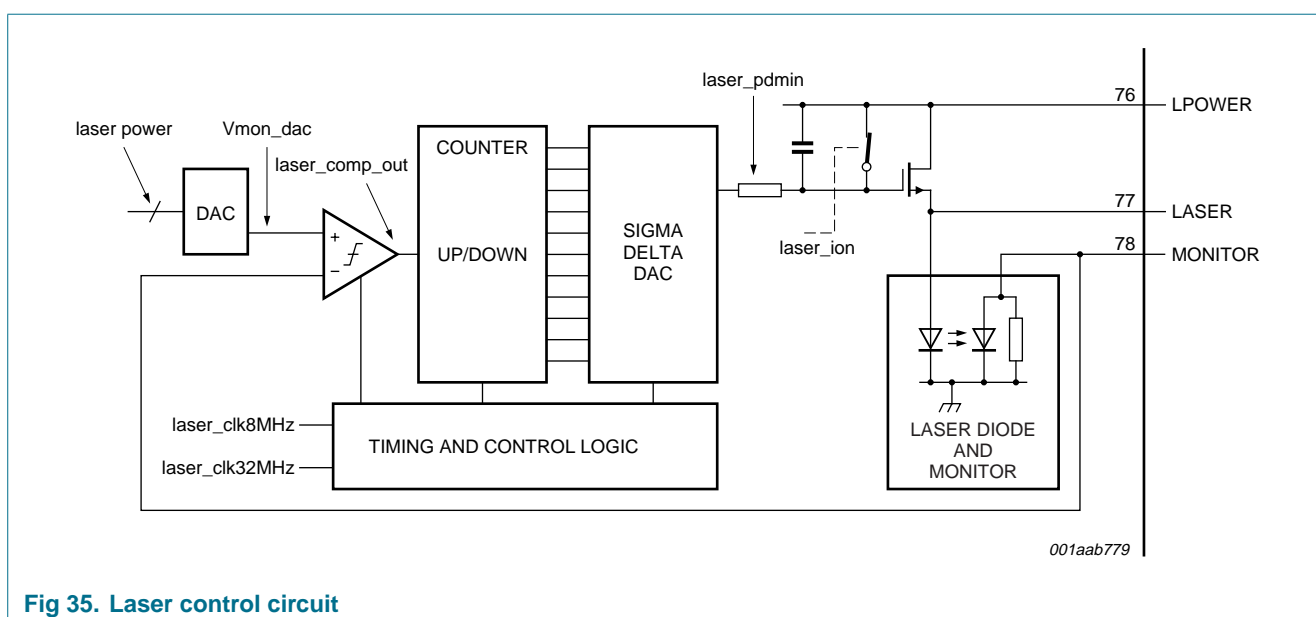 laser_pdmin
76
LPOWER
laser power
Vmon_dac
laser_comp_out
COUNTER
DAC
+
−
UP/DOWN
SIGMA
DELTA
DAC
laser_ion
77
LASER
78
MONITOR
laser_clk8MHz
laser_clk32MHz
TIMING AND CONTROL LOGIC
LASER DIODE
AND
MONITOR
001aab779
Fig 35. Laser control circuit